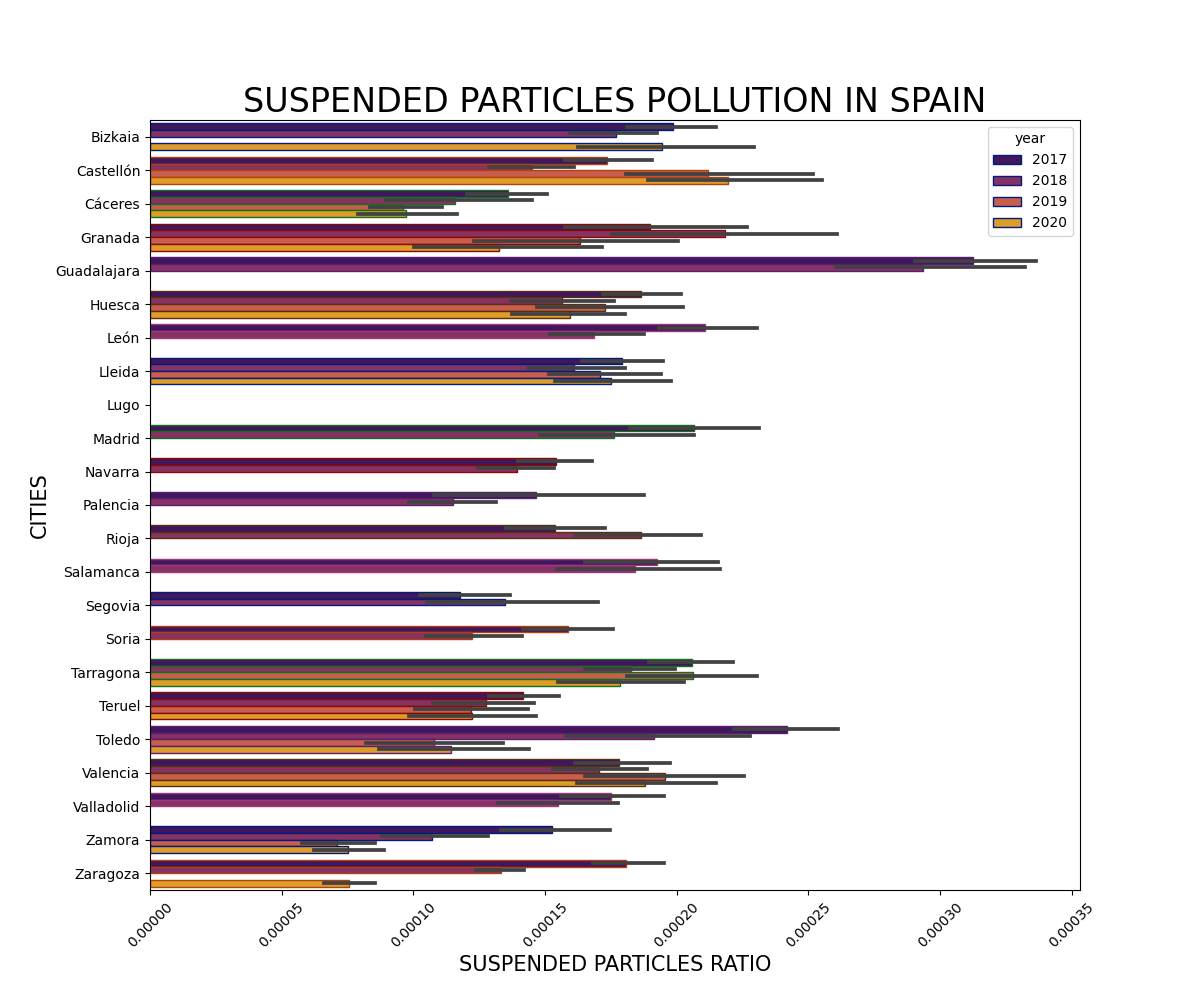 SUSPENDED PARTICLES POLLUTION IN SPAIN
year
2017
2018
2019
2020
CITIES
Bizkaia
Castellón
Cáceres
Granada
Guadalajara
Huesca
León
Lleida
Lugo
Madrid
Navarra
Palencia
Rioja
Salamanca
Segovia
Soria
Tarragona
Teruel
Toledo
Valencia
Valladolid
Zamora
Zaragoza
0.00000
0.00005
0.00010
0.00015
0.00020
0.00025
0.00030
0.00035
SUSPENDED PARTICLES RATIO